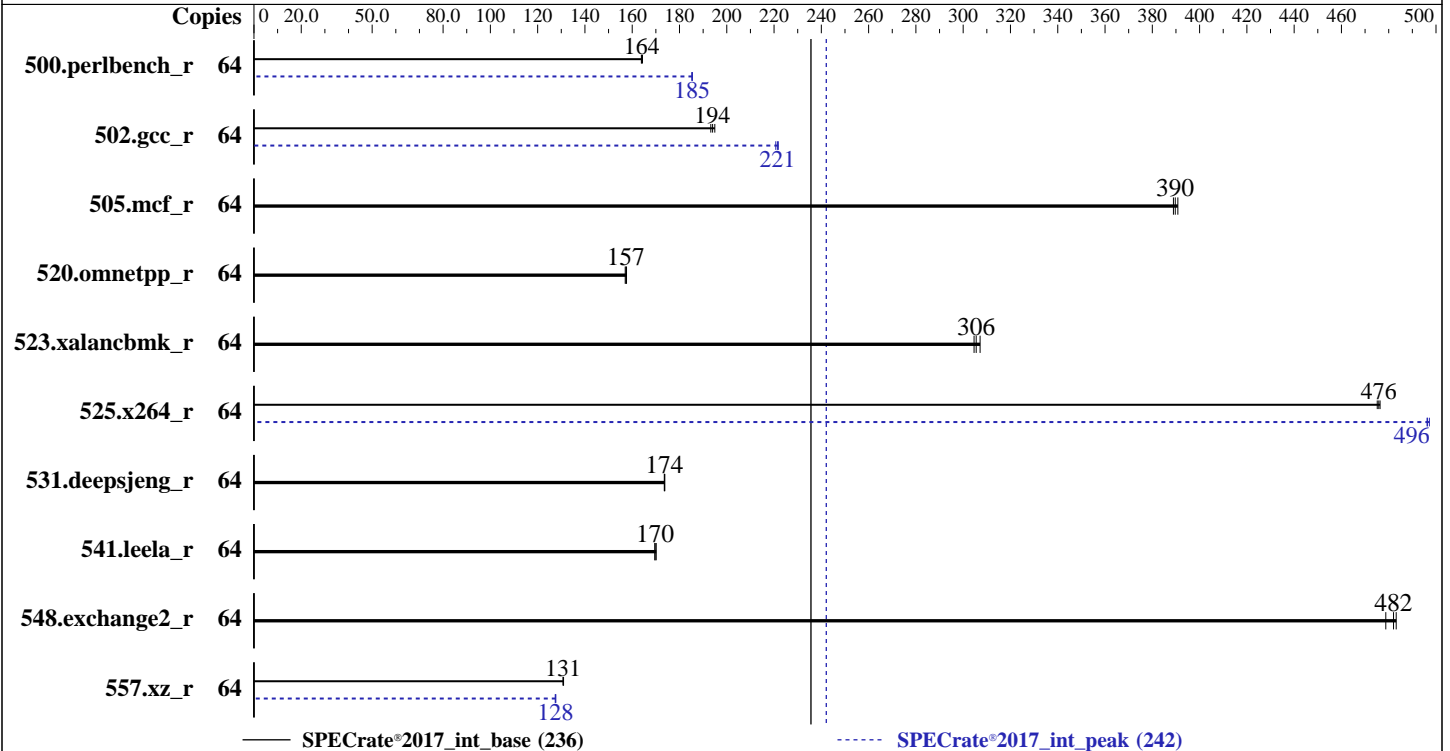 Copies 0 20.0 50.0 80.0 100 120 140 160 180 200 220 240 260 280 300 320 340 360 380 400 420 440 460 500
164
500.perlbench_r 64
185
194
502.gcc_r 64
221
390
505.mcf_r 64
157
520.omnetpp_r 64
306
523.xalancbmk_r 64
476
525.x264_r 64
496
174
531.deepsjeng_r 64
170
541.leela_r 64
482
548.exchange2_r 64
131
557.xz_r 64
128
SPECrate®2017_int_base (236) SPECrate®2017_int_peak (242)